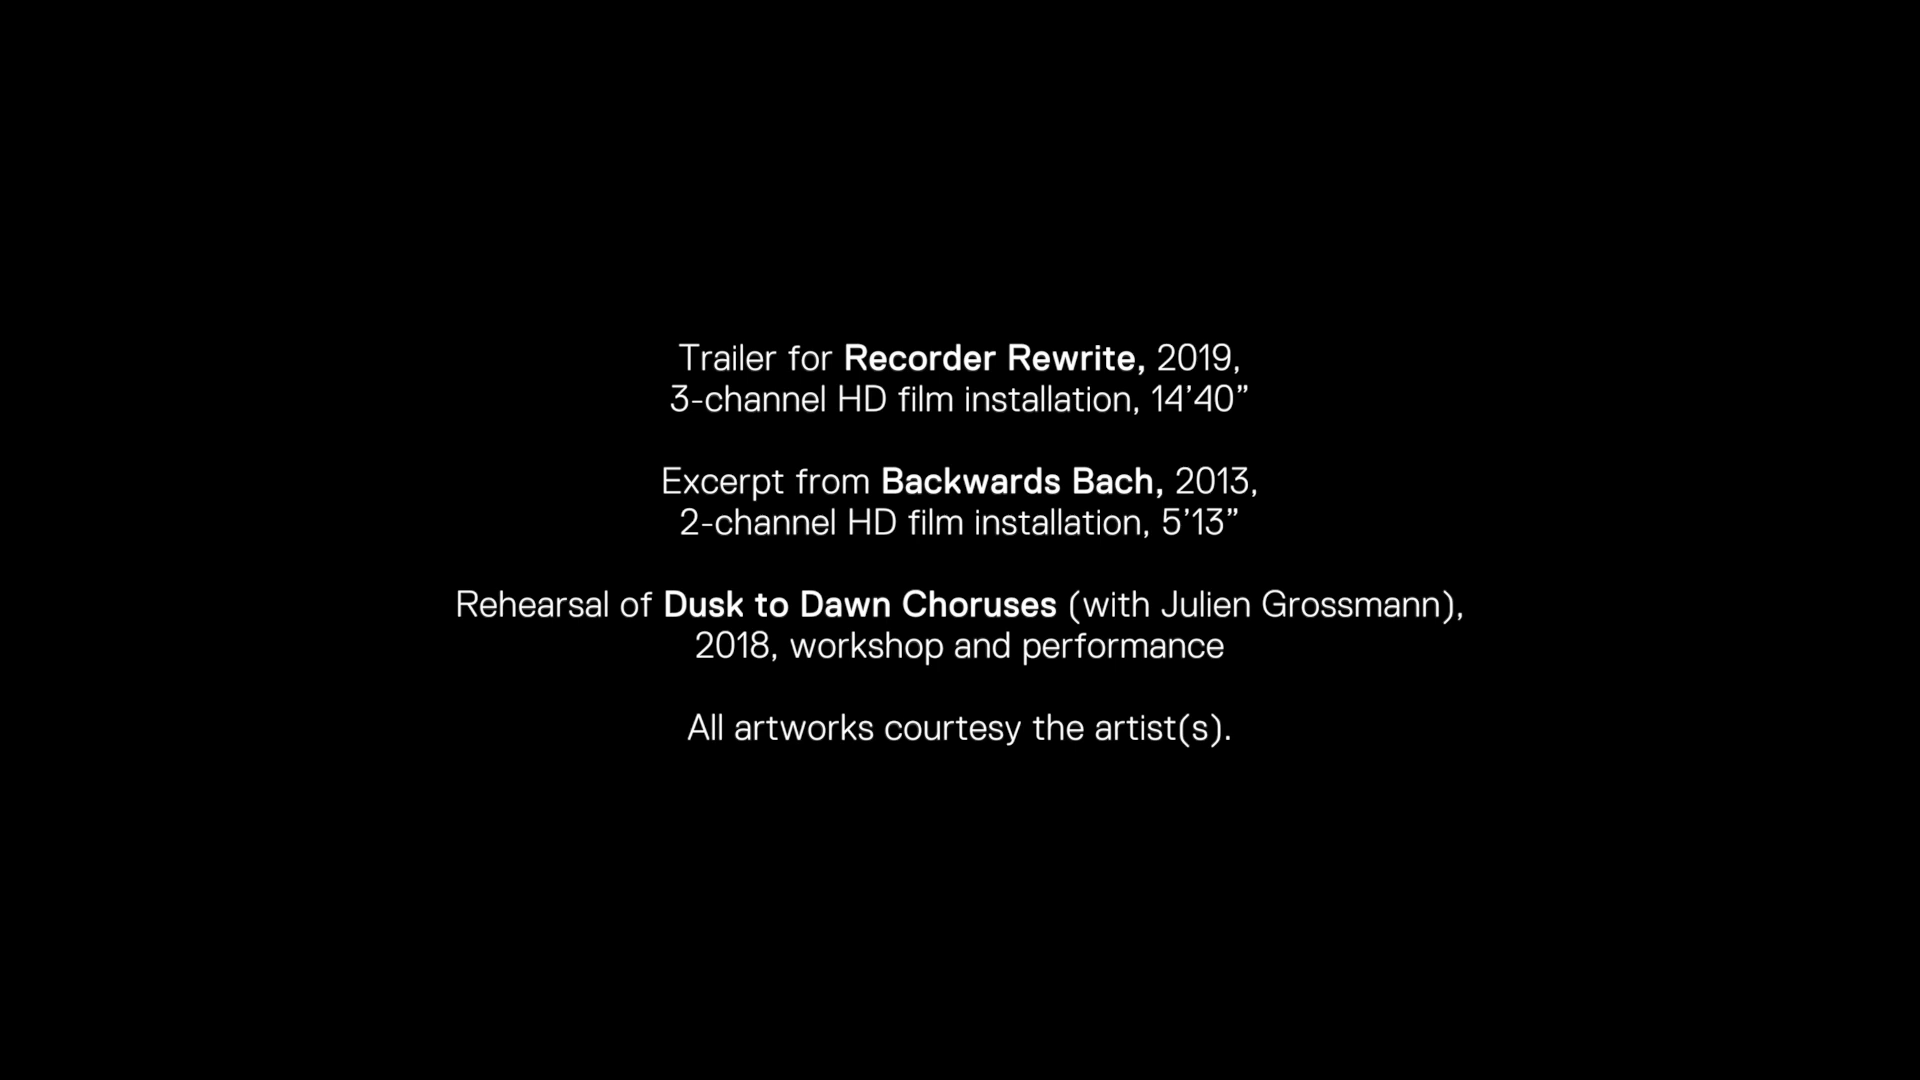 Trailer for Recorder Rewrite, 2019,
3-channel HD film installation, 14’40”
Excerpt from Backwards Bach, 2013,
2-channel HD film installation, 5’13”
Rehearsal of Dusk to Dawn Choruses (with Julien Grossmann),
2018, workshop and performance
All artworks courtesy the artist(s).